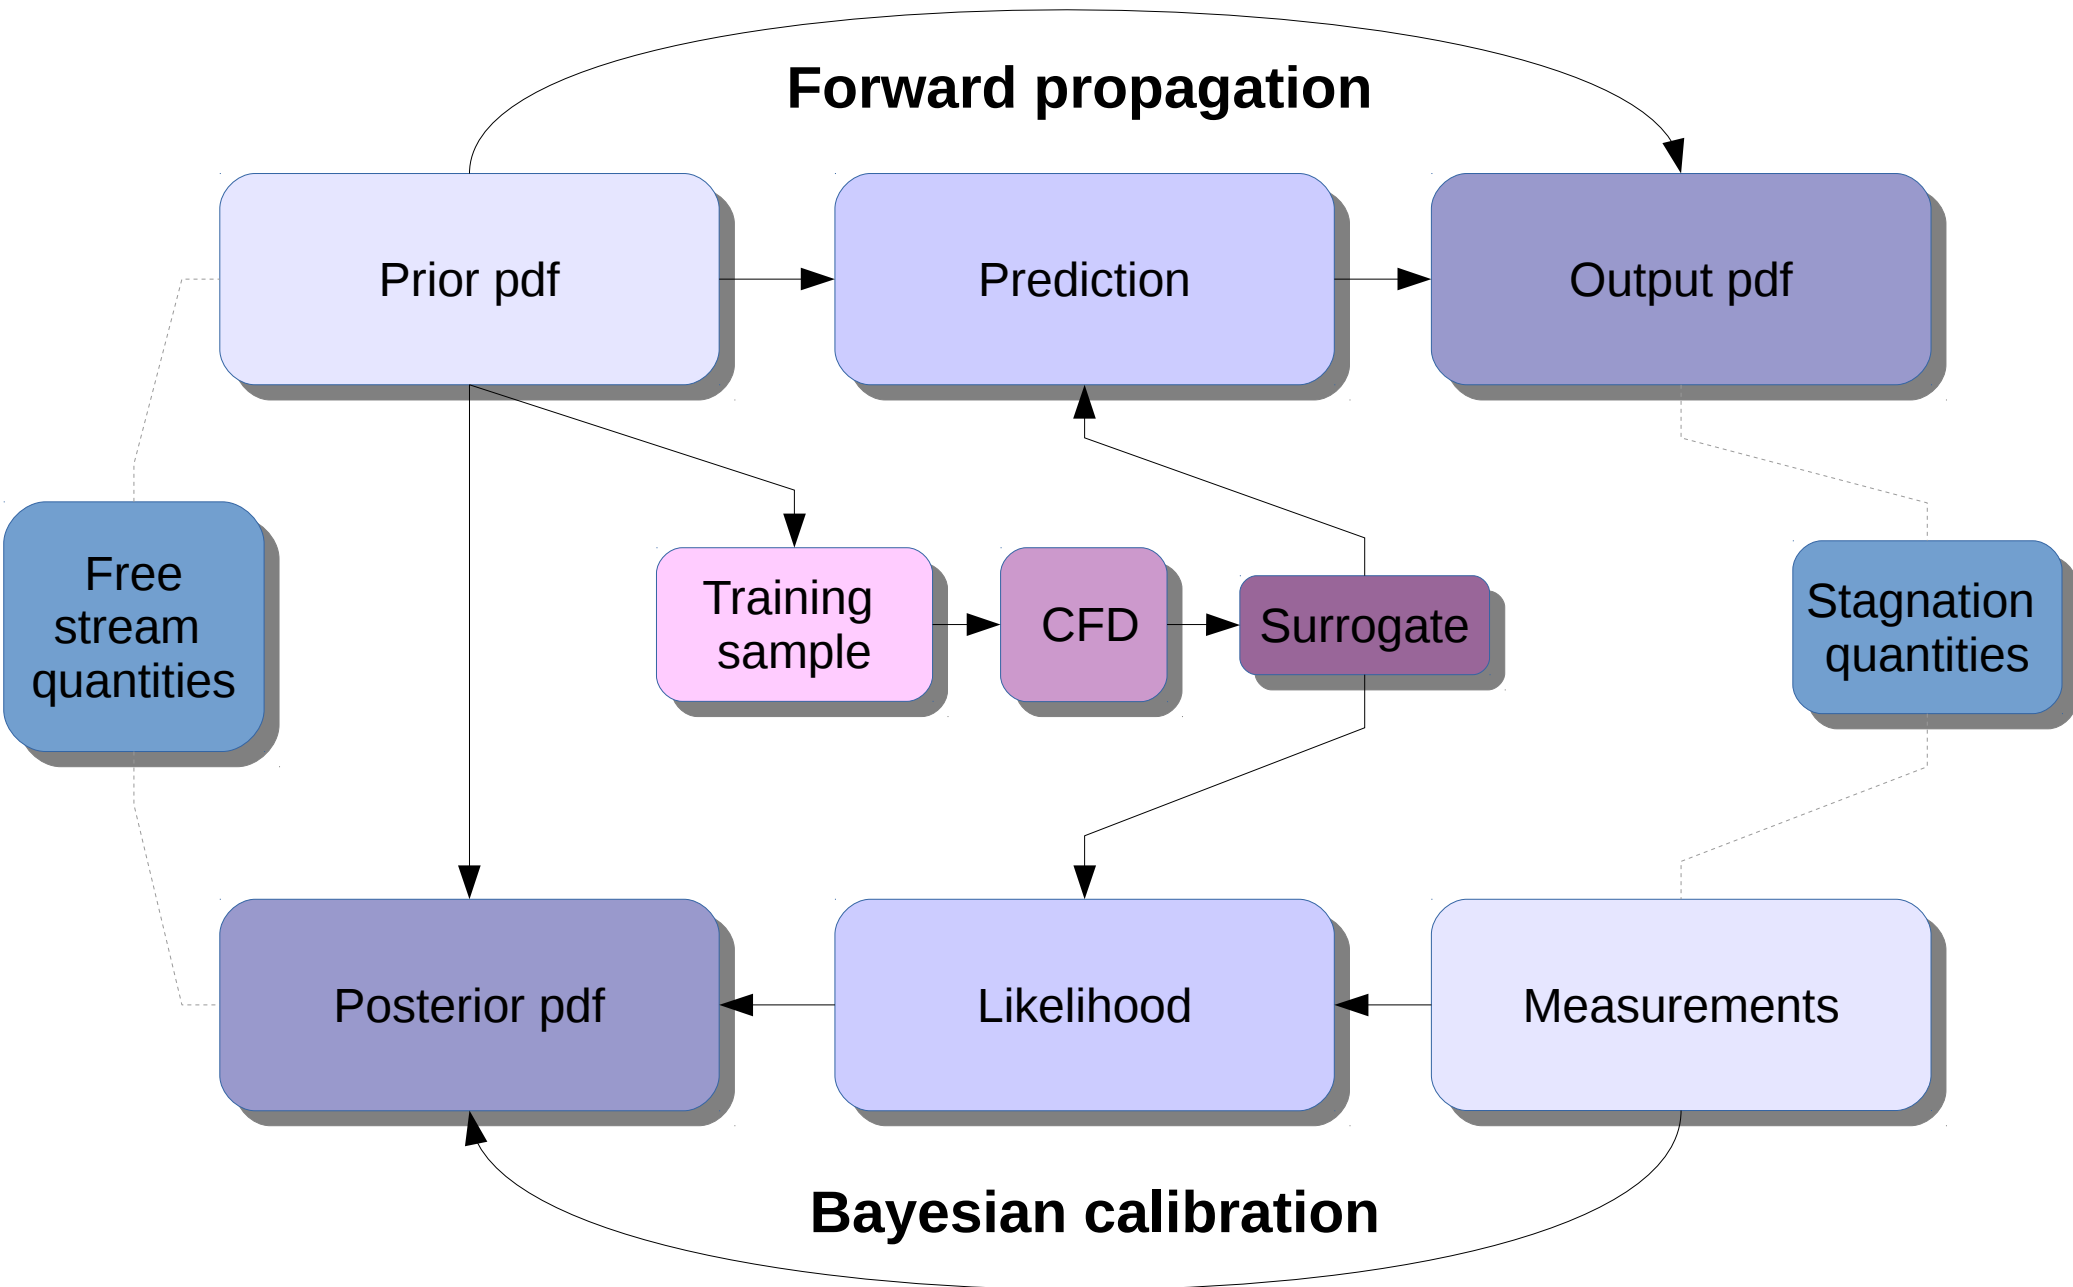 Forward propagation
Prior pdf
Prediction
Output pdf
Free
stream
quantities
Training
sample
CFD
Surrogate
Stagnation
quantities
Posterior pdf
Likelihood
Measurements
Bayesian calibration